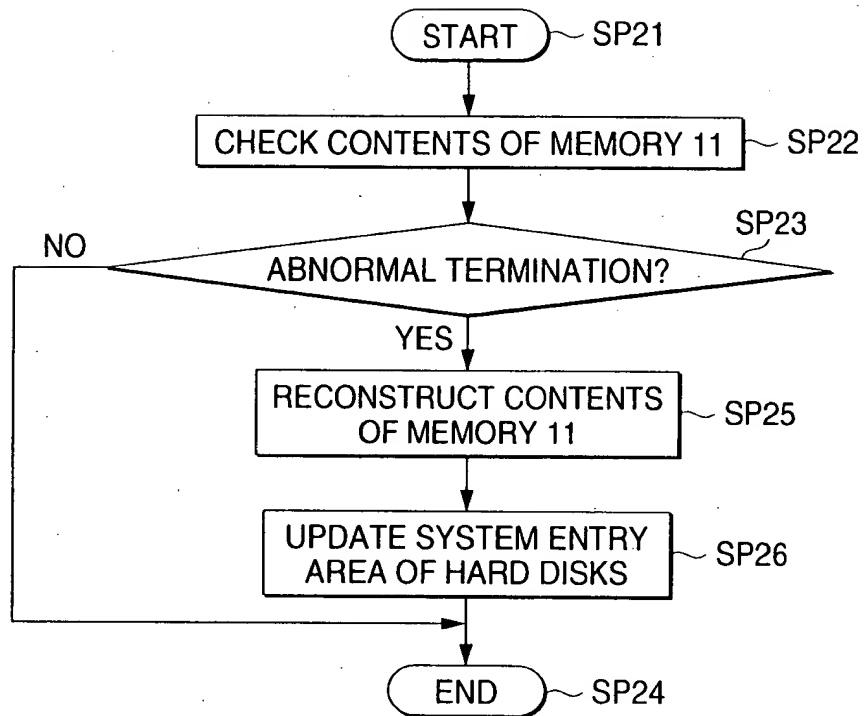 START
SP21
CHECK CONTENTS OF MEMORY 11
SP22
SP23
NO
ABNORMAL TERMINATION?
YES
RECONSTRUCT CONTENTS
OF MEMORY 11
SP25
UPDATE SYSTEM ENTRY
AREA OF HARD DISKS
SP26
END
SP24